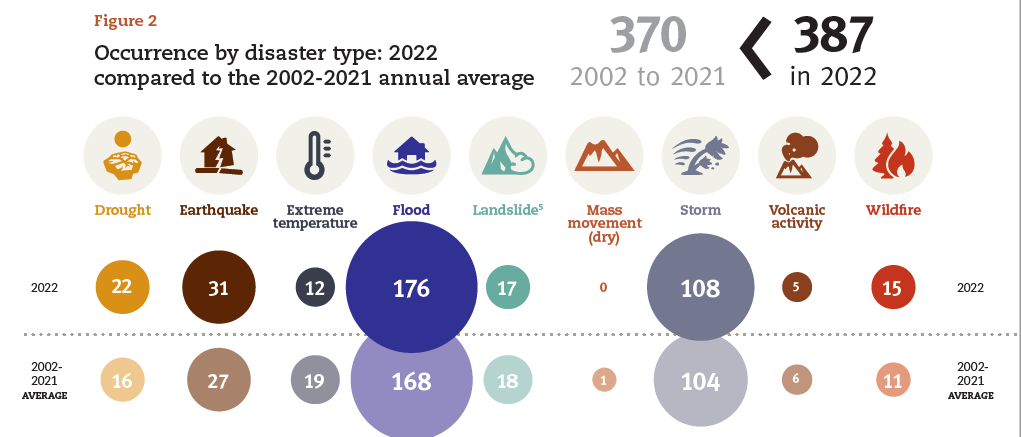 Figure 2
Occurrence by disaster type: 2022
compared to the 2002-2021 annual average
370
2002 to 2021
387
in 2022
Drought
Earthquake
Extreme
temperature
Flood
Landslide⁵
Mass
movement
(dry)
Storm
Volcanic
activity
Wildfire
2022
22
31
12
176
17
0
108
5
15
2022
2002-
2021
AVERAGE
16
27
19
168
18
1
104
6
11
2002-
2021
AVERAGE